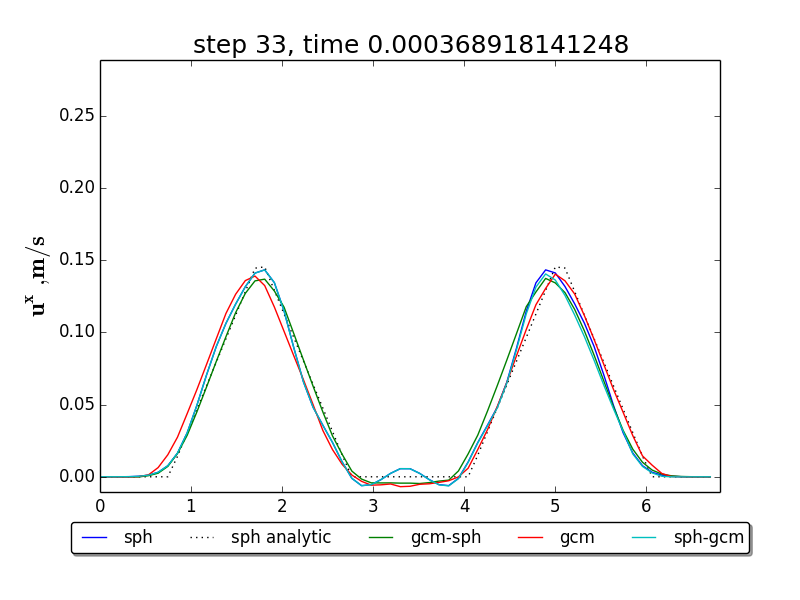 step 33, time 0.000368918141248
0.25
0.20
0.15
0.10
0.05
0.00
u^x ,m/s
0 1 2 3 4 5 6
sph sph analytic gcm-sph gcm sph-gcm